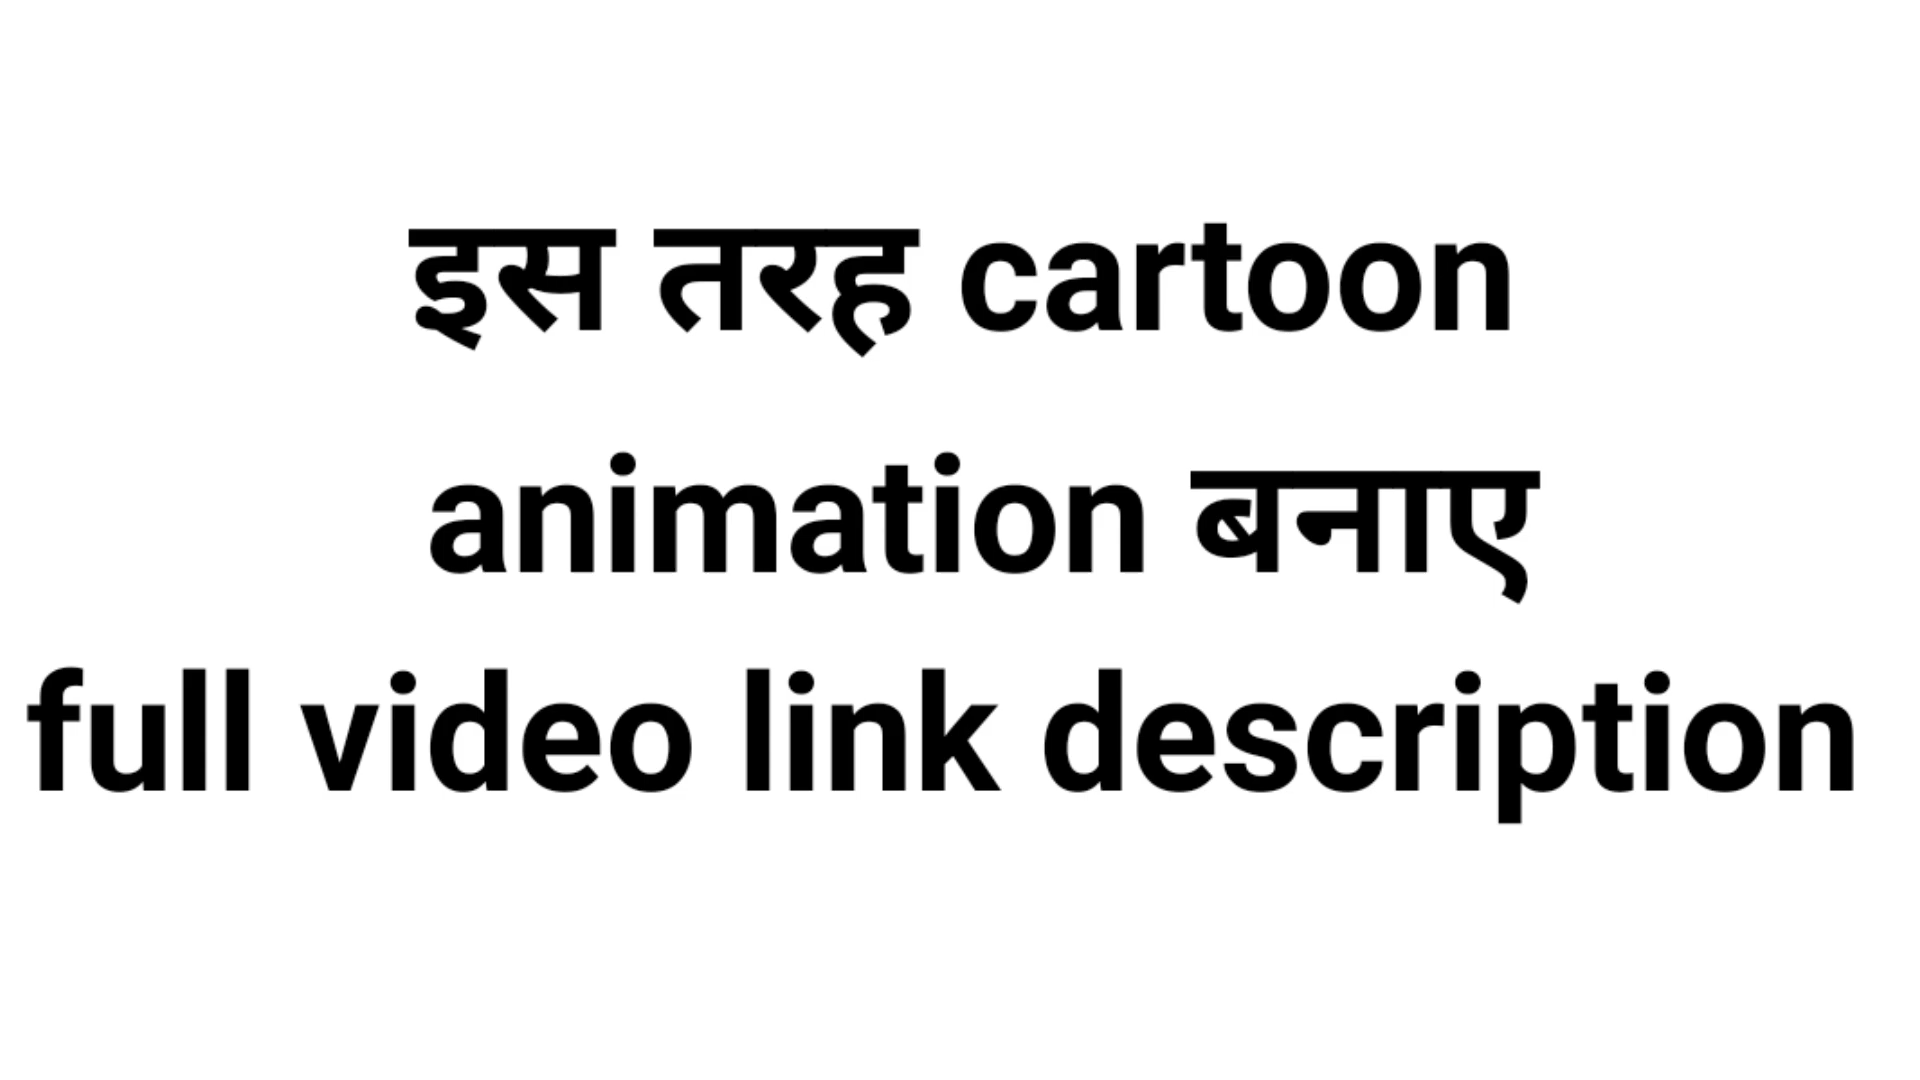 इस तरह cartoon
animation बनाए
full video link description